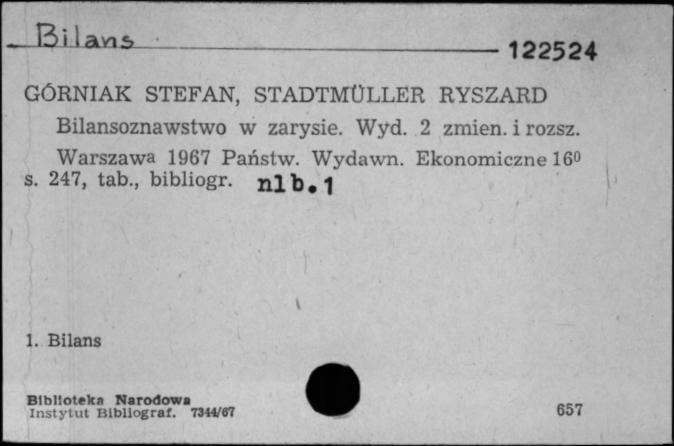 Bilans
122524
GÓRNIAK STEFAN, STADTMÜLLER RYSZARD
Bilansoznawstwo w zarysie. Wyd. 2 zmien. i rozsz.
Warszawa 1967 Państw. Wydawn. Ekonomiczne 16⁰
s. 247, tab., bibliogr. nlb. 1
1. Bilans
Biblioteka Narodowa
Instytut Bibliograf. 7344/67
657